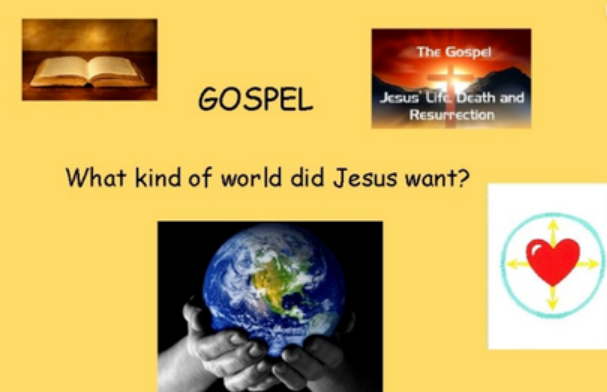 The Gospel
Jesus' Life, Death and
Resurrection
GOSPEL
What kind of world did Jesus want?